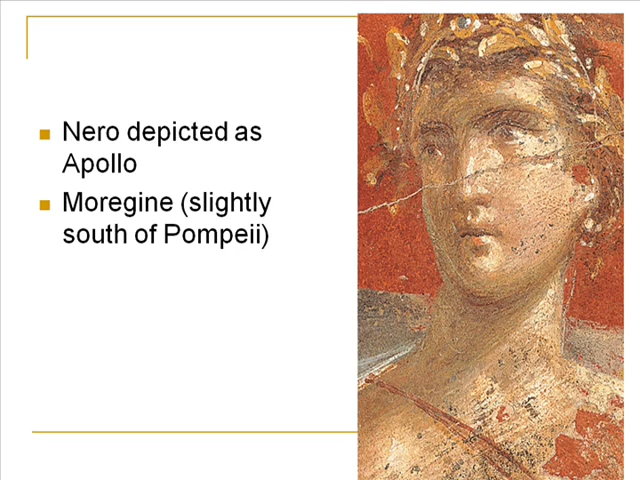 Nero depicted as
Apollo
Moregine (slightly
south of Pompeii)